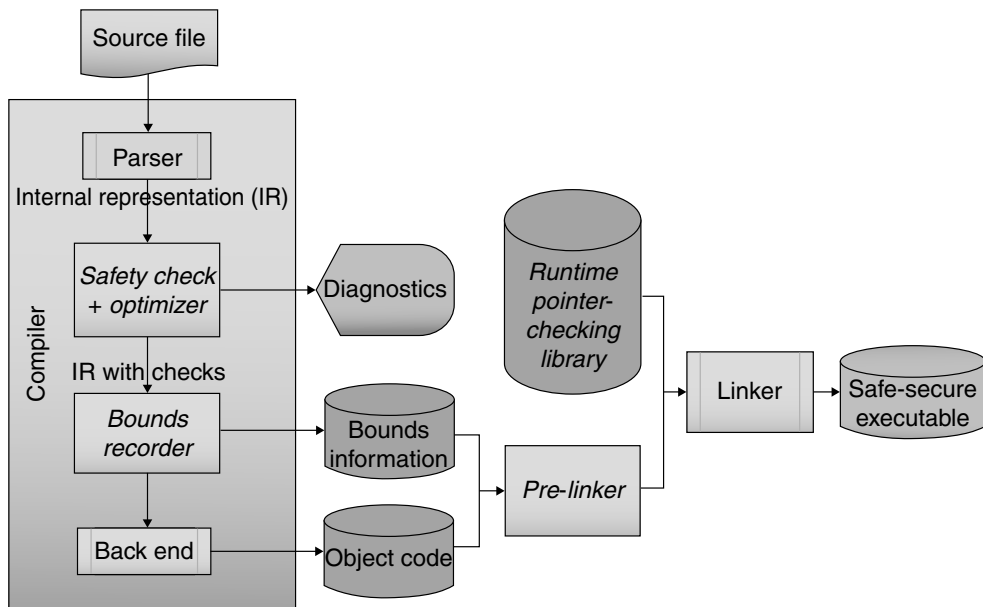 Source file
Compiler
Parser
Internal representation (IR)
Safety check
+ optimizer
Diagnostics
IR with checks
Bounds
recorder
Bounds
information
Back end
Object code
Runtime
pointer-
checking
library
Pre-linker
Linker
Safe-secure
executable